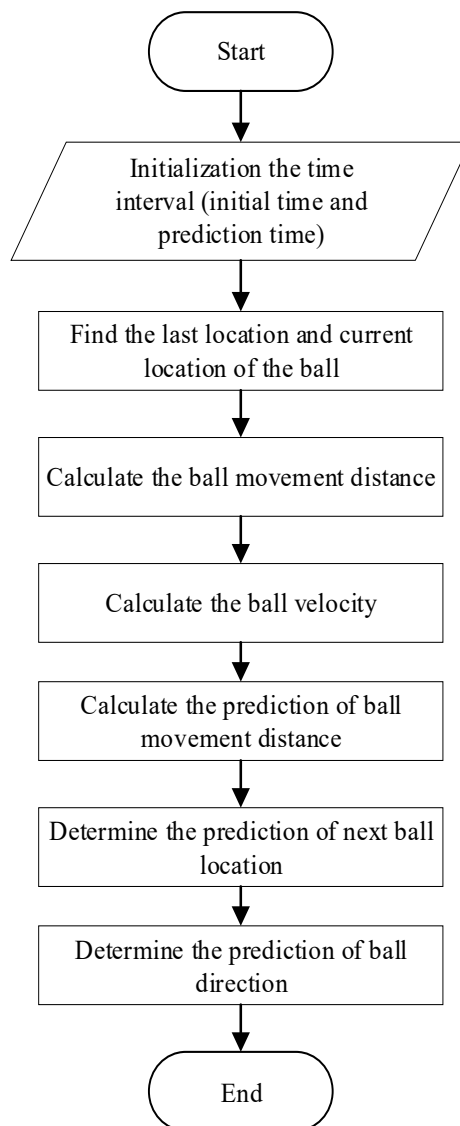 Start
Initialization the time
interval (initial time and
prediction time)
Find the last location and current
location of the ball
Calculate the ball movement distance
Calculate the ball velocity
Calculate the prediction of ball
movement distance
Determine the prediction of next ball
location
Determine the prediction of ball
direction
End